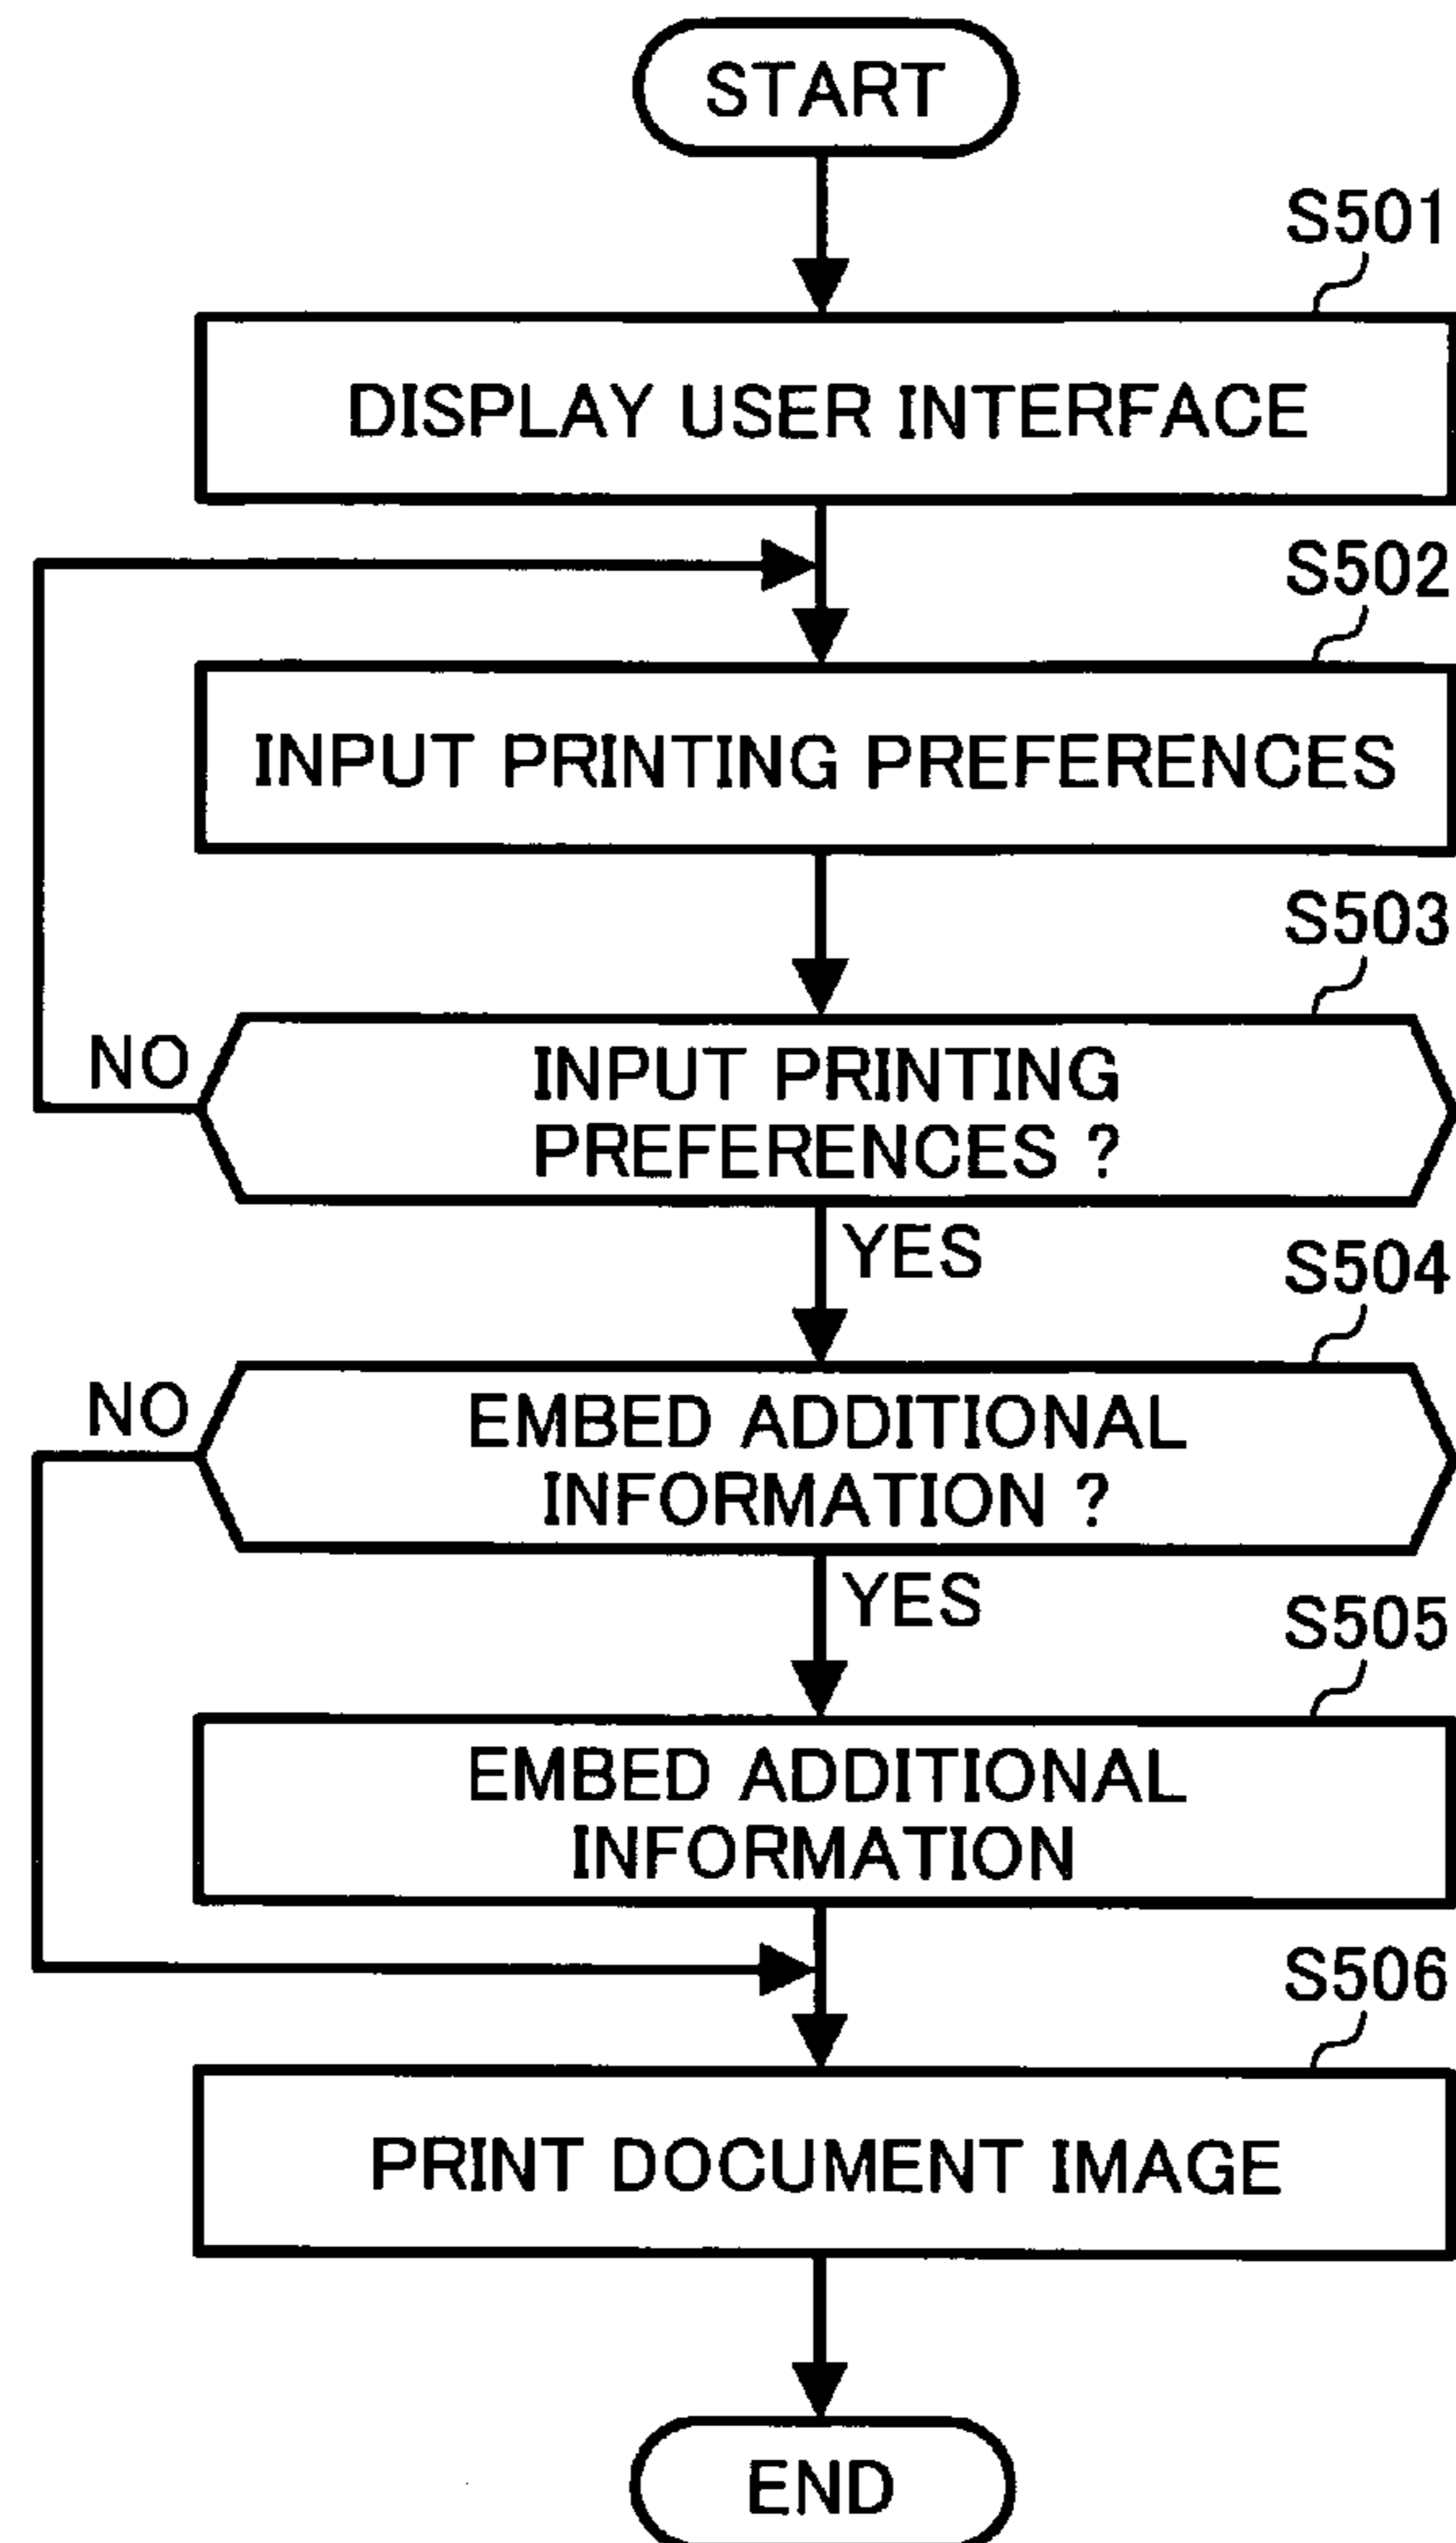 START
S501
DISPLAY USER INTERFACE
S502
INPUT PRINTING PREFERENCES
S503
NO
INPUT PRINTING
PREFERENCES ?
YES
S504
NO
EMBED ADDITIONAL
INFORMATION ?
YES
S505
EMBED ADDITIONAL
INFORMATION
S506
PRINT DOCUMENT IMAGE
END